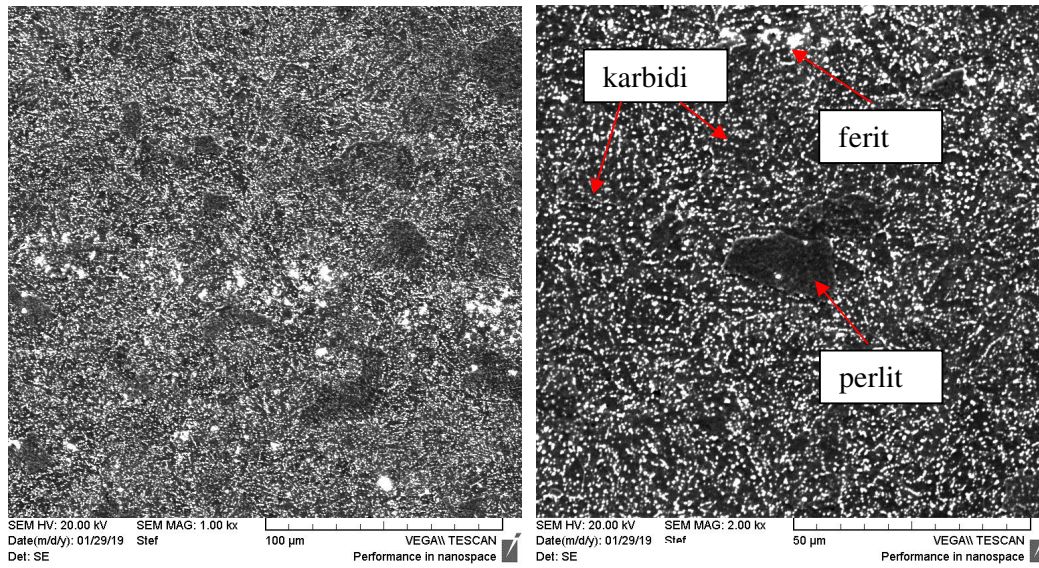 karbidi
ferit
perlit
SEM HV: 20.00 kV SEM MAG: 1.00 kx
Date(m/d/y): 01/29/19 Stef 100 µm VEGA\\ TESCAN
Det: SE Performance in nanospace
SEM HV: 20.00 kV SEM MAG: 2.00 kx
Date(m/d/y): 01/29/19 Stef 50 µm VEGA\\ TESCAN
Det: SE Performance in nanospace